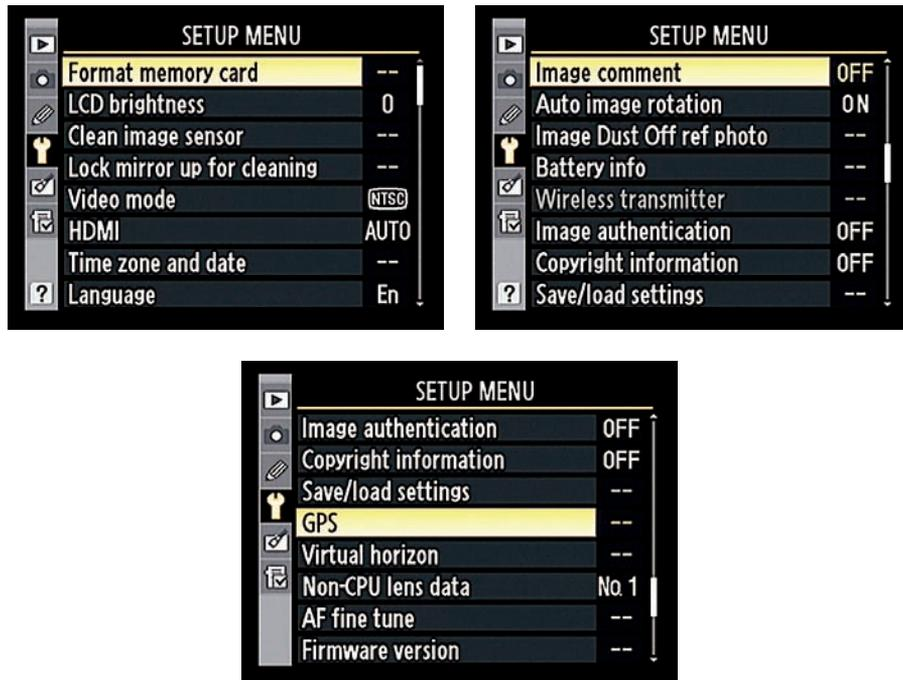 SETUP MENU
Format memory card --
LCD brightness 0
Clean image sensor --
Lock mirror up for cleaning --
Video mode NTSC
HDMI AUTO
Time zone and date --
? Language En
SETUP MENU
Image comment OFF
Auto image rotation ON
Image Dust Off ref photo --
Battery info --
Wireless transmitter --
Image authentication OFF
Copyright information OFF
? Save/load settings --
SETUP MENU
Image authentication OFF
Copyright information OFF
Save/load settings --
GPS --
Virtual horizon --
Non-CPU lens data No. 1
AF fine tune --
Firmware version --